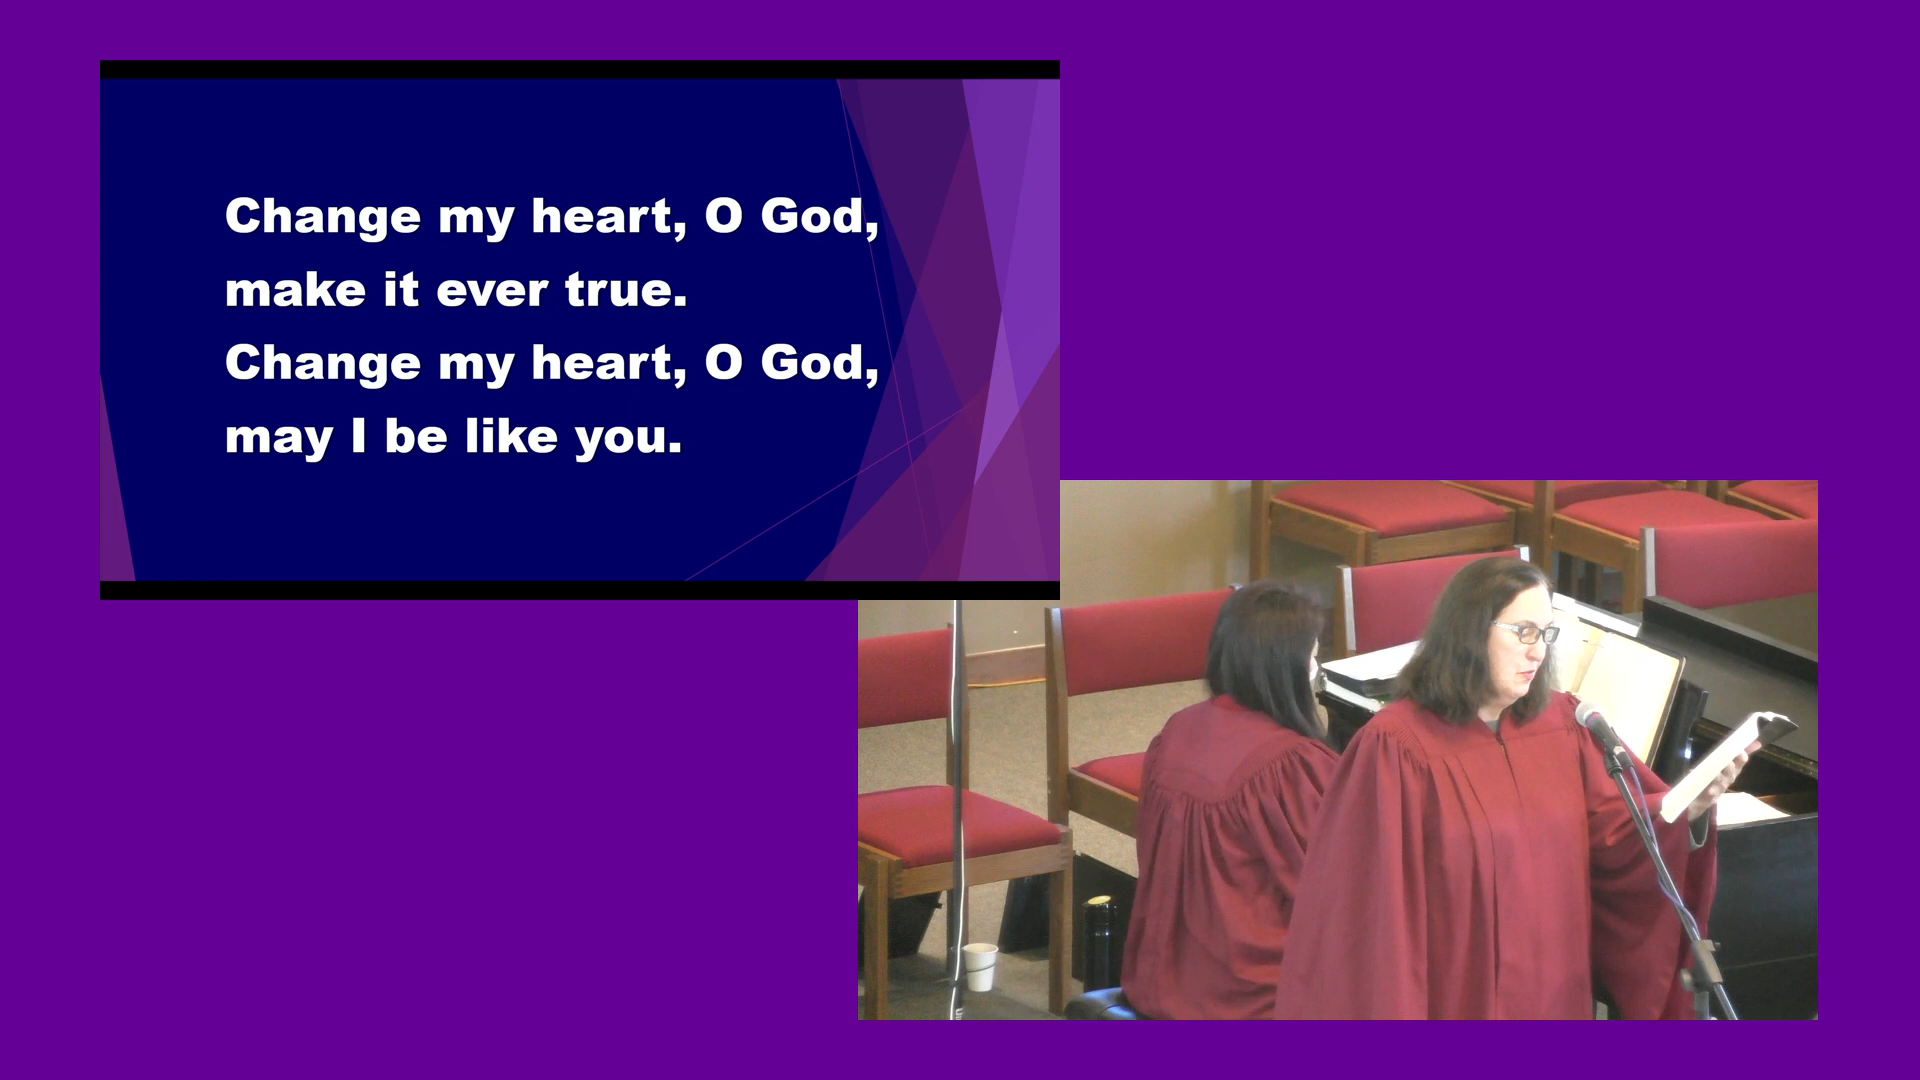 Change my heart, O God,
make it ever true.
Change my heart, O God,
may I be like you.